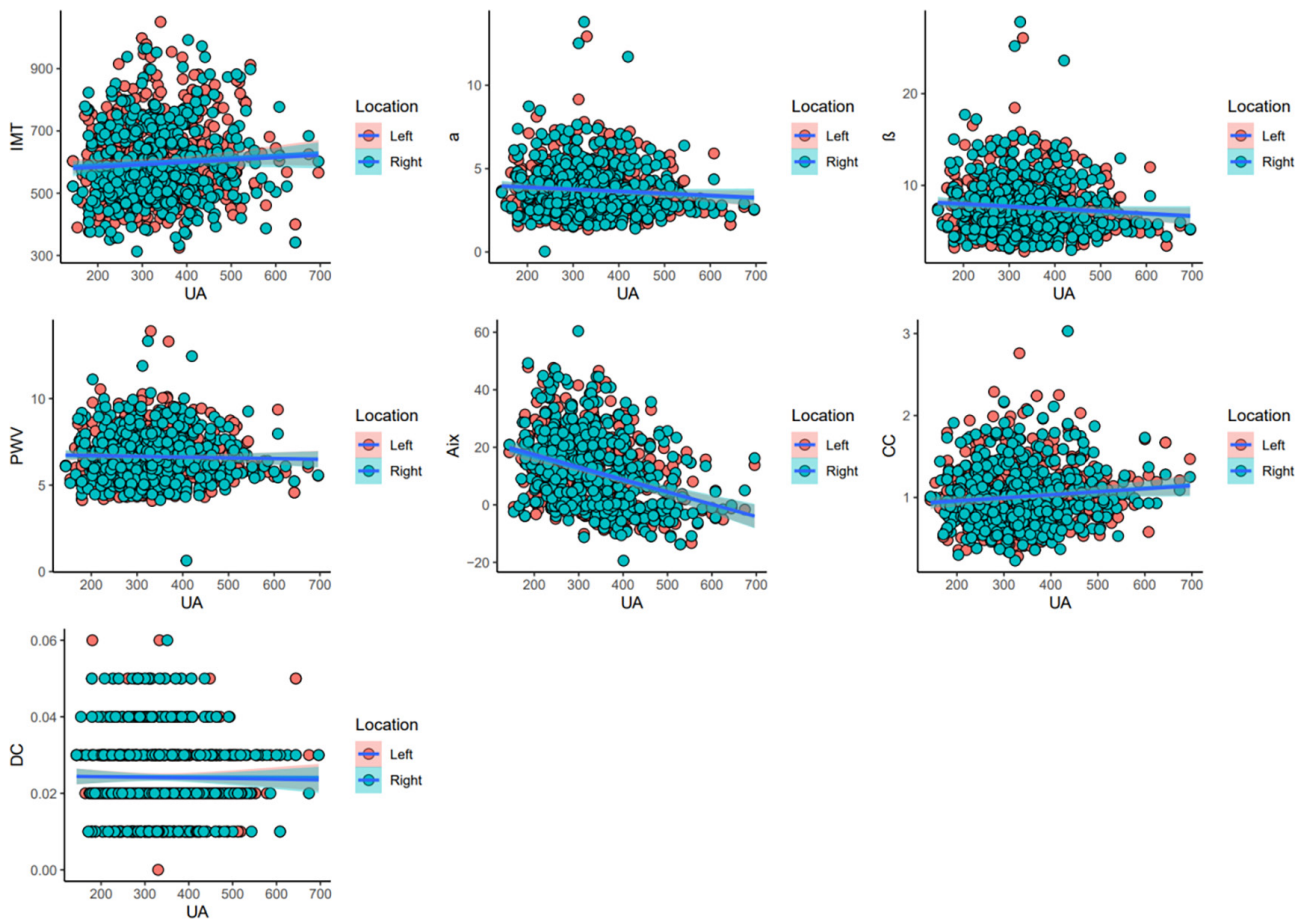 IMT
900
700
500
300
200 300 400 500 600 700
UA
Location
Left
Right
a
10
5
0
200 300 400 500 600 700
UA
Location
Left
Right
ß
20
10
200 300 400 500 600 700
UA
Location
Left
Right
PWV
10
5
0
200 300 400 500 600 700
UA
Location
Left
Right
Aix
60
40
20
0
−20
200 300 400 500 600 700
UA
Location
Left
Right
CC
3
2
1
200 300 400 500 600 700
UA
Location
Left
Right
DC
0.06
0.04
0.02
0.00
200 300 400 500 600 700
UA
Location
Left
Right